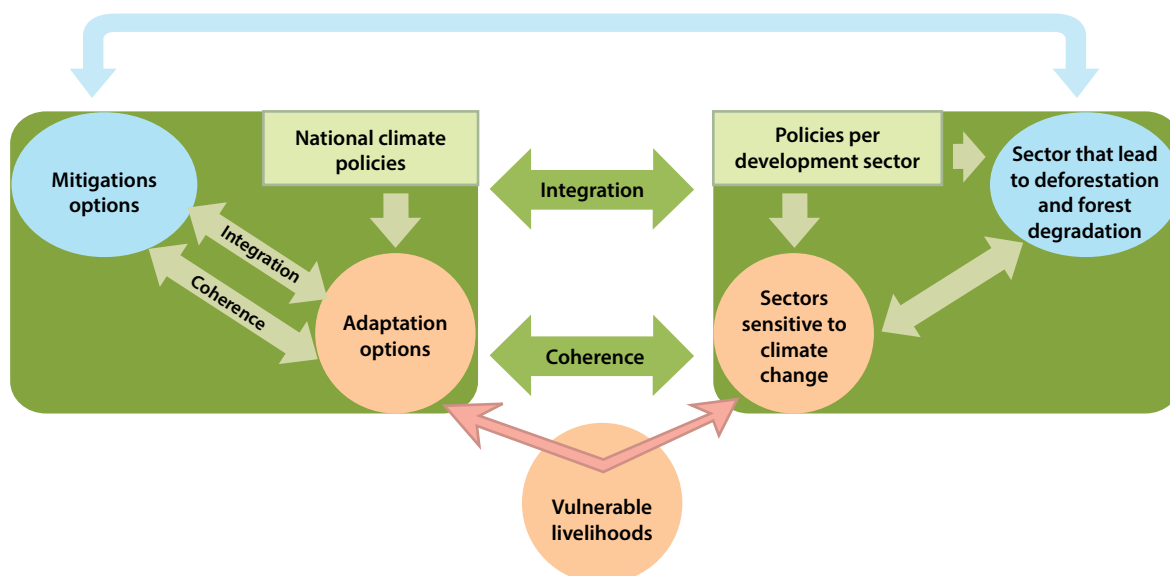 Mitigations
options
National climate
policies
Integration
Coherence
Adaptation
options
Integration
Coherence
Policies per
development sector
Sector that lead
to deforestation
and forest
degradation
Sectors
sensitive to
climate
change
Vulnerable
livelihoods